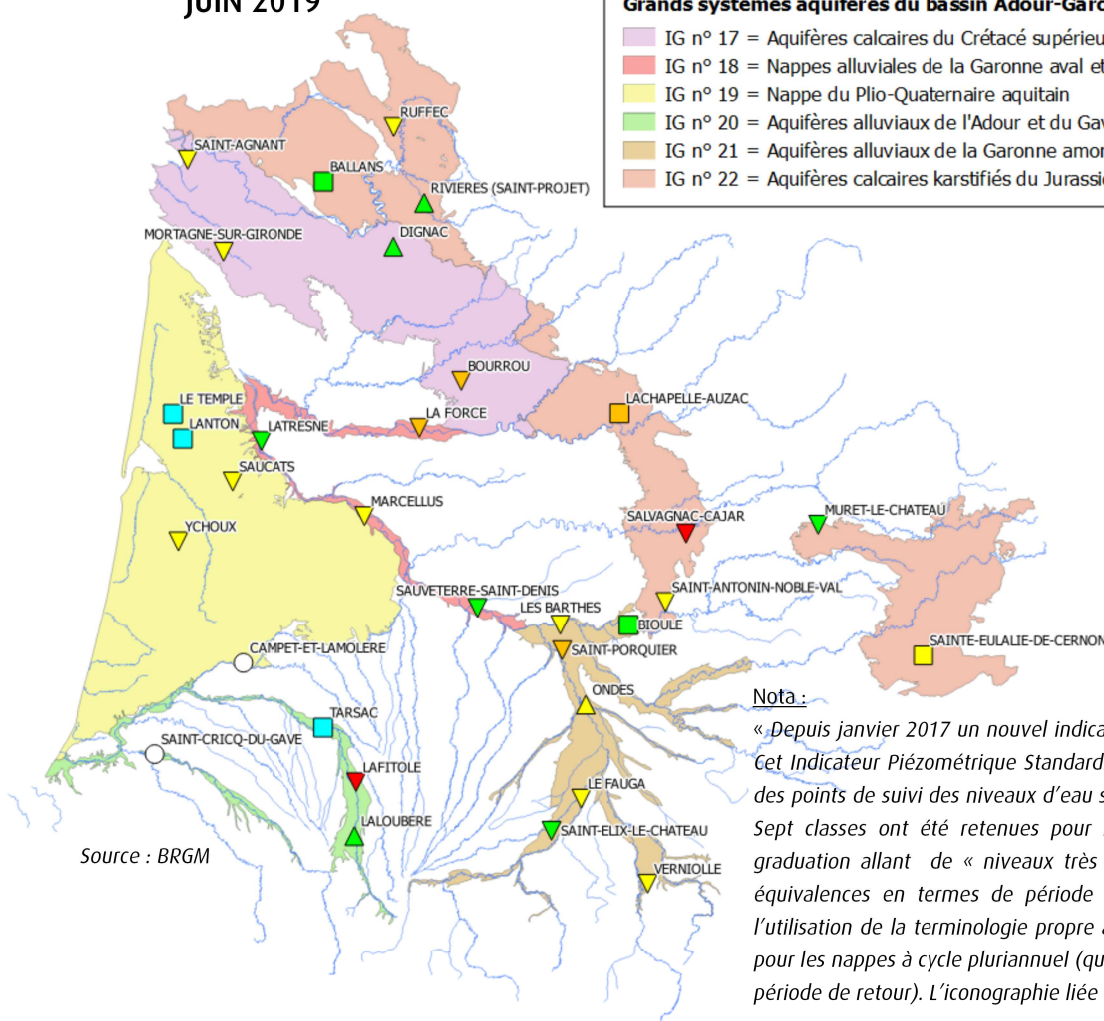 JUIN 2019
Grands systèmes aquifères du bassin Adour-Garo
IG n° 17 = Aquifères calcaires du Crétacé supérieu
IG n° 18 = Nappes alluviales de la Garonne aval et
IG n° 19 = Nappe du Plio-Quaternaire aquitain
IG n° 20 = Aquifères alluviaux de l'Adour et du Gav
IG n° 21 = Aquifères alluviaux de la Garonne amon
IG n° 22 = Aquifères calcaires karstifiés du Jurassi
RUFFEC
SAINT-AGNANT
BALLANS
RIVIERES (SAINT-PROJET)
MORTAGNE-SUR-GIRONDE
DIGNAC
BOURROU
LE TEMPLE
LACHAPELLE-AUZAC
LA FORCE
LANTON
LATRESNE
SAUCATS
MARCELLUS
MURET-LE-CHATEAU
SALVAGNAC-CAJAR
YCHOUX
SAUVETERRE-SAINT-DENIS
SAINT-ANTONIN-NOBLE-VAL
LES BARTHES
BIOULE
SAINTE-EULALIE-DE-CERNON
CAMPET-ET-LAMOLERE
SAINT-PORQUIER
ONDES
TARSAC
SAINT-CRICQ-DU-GAVE
LAFITOLE
LE FAUGA
LALOUBERE
SAINT-ELIX-LE-CHATEAU
VERNIOLLE
Source : BRGM
Nota :
« Depuis janvier 2017 un nouvel indica
Cet Indicateur Piézométrique Standard
des points de suivi des niveaux d'eau s
Sept classes ont été retenues pour
graduation allant de « niveaux très
équivalences en termes de période
l'utilisation de la terminologie propre a
pour les nappes à cycle pluriannuel (qu
période de retour). L'iconographie liée